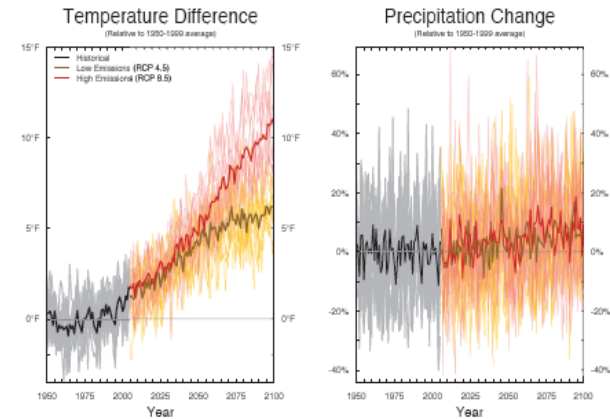 Temperature Difference
(Relative to 1950-1999 average)
15°F
15°F
Historical
Low Emissions (RCP 4.5)
High Emissions (RCP 8.5)
10°F
10°F
5°F
5°F
0°F
0°F
1950
1975
2000
2025
2050
2075
2100
Year
Precipitation Change
(Relative to 1950-1999 average)
60%
60%
40%
40%
20%
20%
0%
0%
-20%
-20%
-40%
-40%
1950
1975
2000
2025
2050
2075
2100
Year